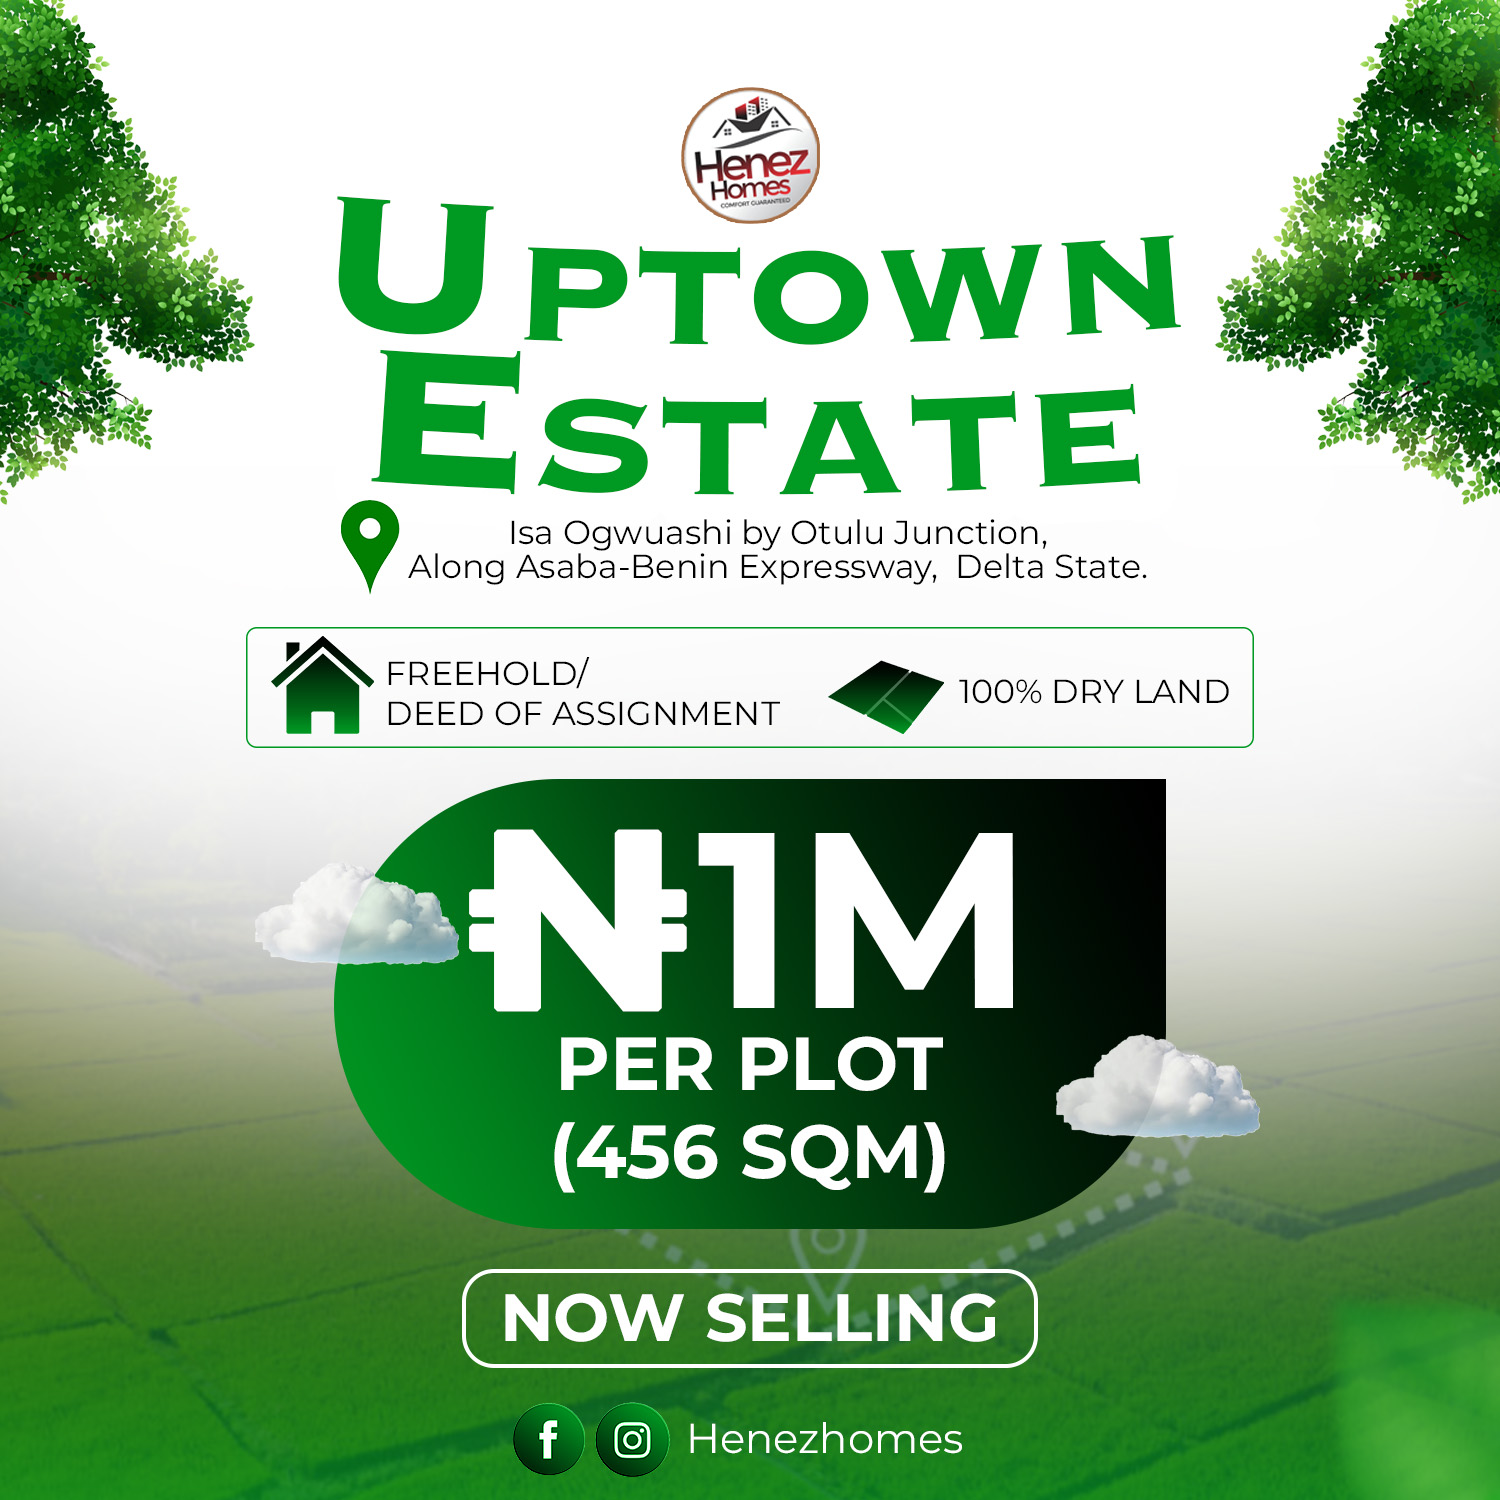 Henez
Homes
COMFORT GUARANTEED
UPTOWN
ESTATE
Isa Ogwuashi by Otulu Junction,
Along Asaba-Benin Expressway, Delta State.
FREEHOLD/
DEED OF ASSIGNMENT
100% DRY LAND
₦1M
PER PLOT
(456 SQM)
NOW SELLING
Henezhomes